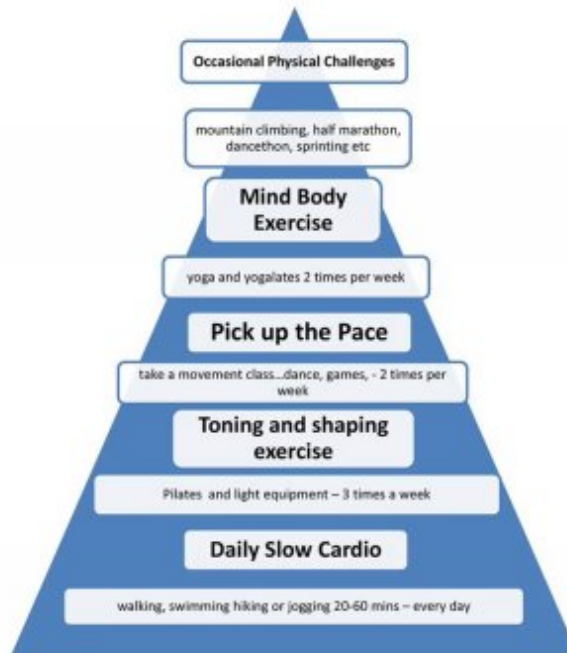 Occasional Physical Challenges
mountain climbing, half marathon,
dancethon, sprinting etc
Mind Body
Exercise
yoga and yogalates 2 times per week
Pick up the Pace
take a movement class...dance, games, - 2 times per
week
Toning and shaping
exercise
Pilates and light equipment – 3 times a week
Daily Slow Cardio
walking, swimming hiking or jogging 20-60 mins – every day